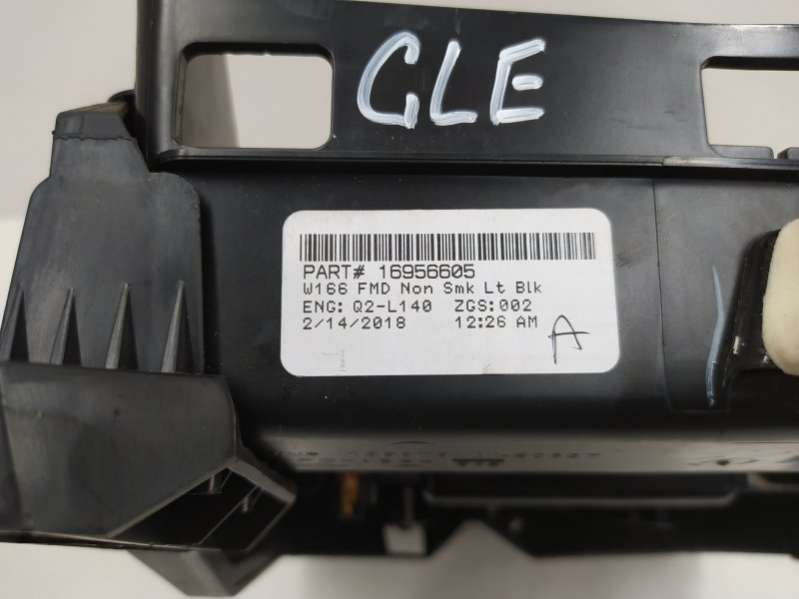 GLE
PART# 16956605
W166 FMD Non Smk Lt Blk
ENG: Q2-L140 ZGS:002
2/14/2018 12:26 AM
A